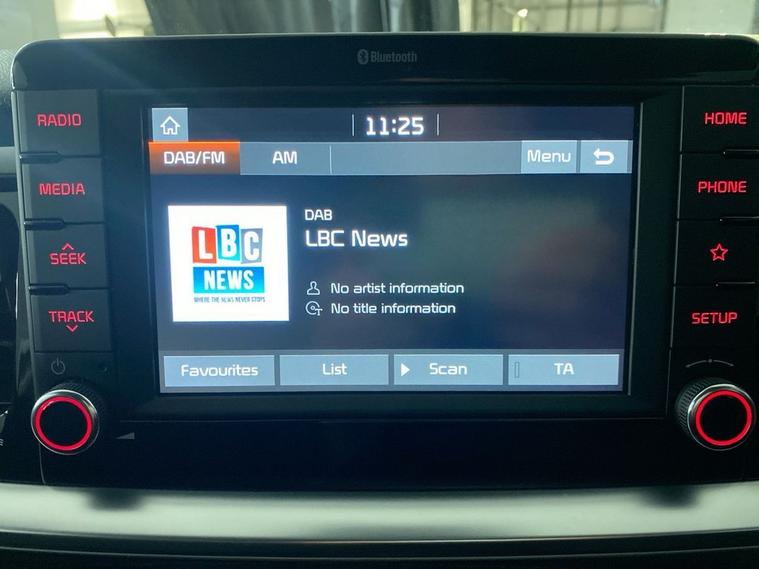 Bluetooth
RADIO
MEDIA
SEEK
TRACK
11:25
DAB/FM AM Menu
LBC
NEWS
WHERE THE NEWS NEVER STOPS
DAB
LBC News
No artist information
No title information
Favourites List Scan TA
HOME
PHONE
SETUP